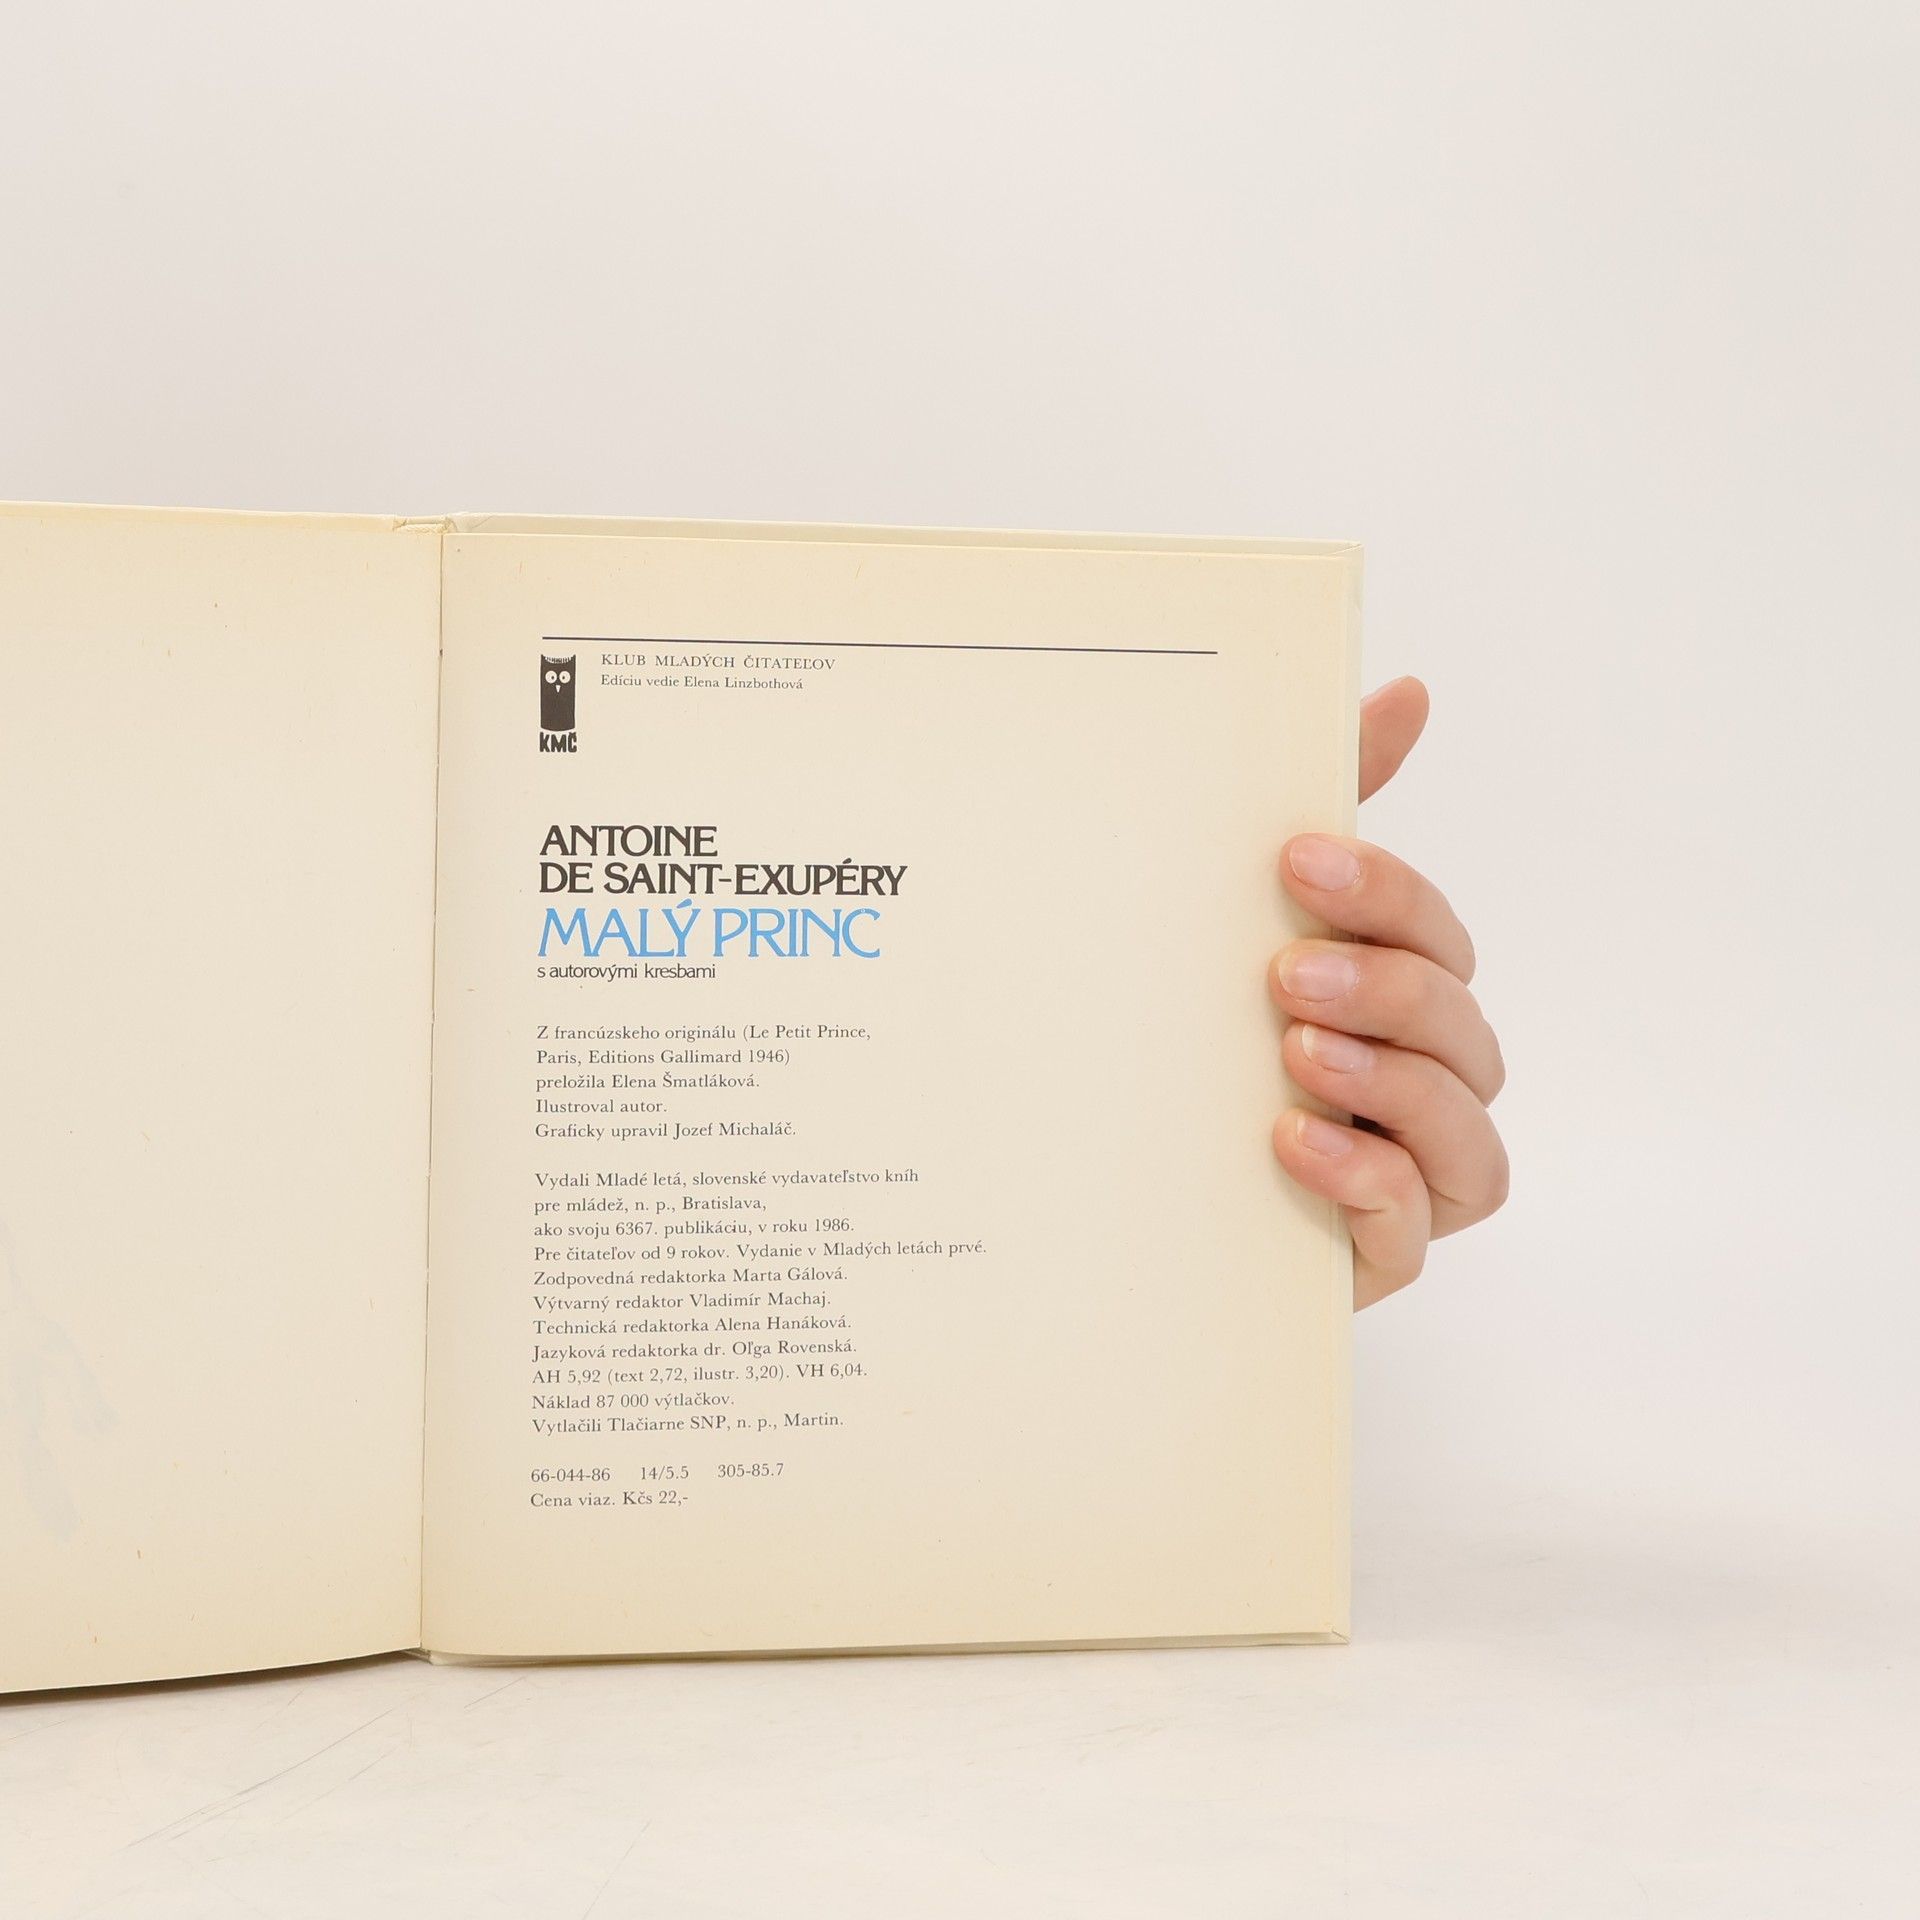 KLUB MLADÝCH ČITATEĽOV
Edíciu vedie Elena Linzbothová
KMČ
ANTOINE
DE SAINT-EXUPÉRY
MALÝ PRINC
s autorovými kresbami
Z francúzskeho originálu (Le Petit Prince,
Paris, Editions Gallimard 1946)
preložila Elena Šmatláková.
Ilustroval autor.
Graficky upravil Jozef Michaláč.
Vydali Mladé letá, slovenské vydavateľstvo kníh
pre mládež, n. p., Bratislava,
ako svoju 6367. publikáciu, v roku 1986.
Pre čitateľov od 9 rokov. Vydanie v Mladých letách prvé.
Zodpovedná redaktorka Marta Gálová.
Výtvarný redaktor Vladimír Machaj.
Technická redaktorka Alena Hanáková.
Jazyková redaktorka dr. Oľga Rovenská.
AH 5,92 (text 2,72, ilustr. 3,20). VH 6,04.
Náklad 87 000 výtlačkov.
Vytlačili Tlačiarne SNP, n. p., Martin.
66-044-86 14/5.5 305-85.7
Cena viaz. Kčs 22,-